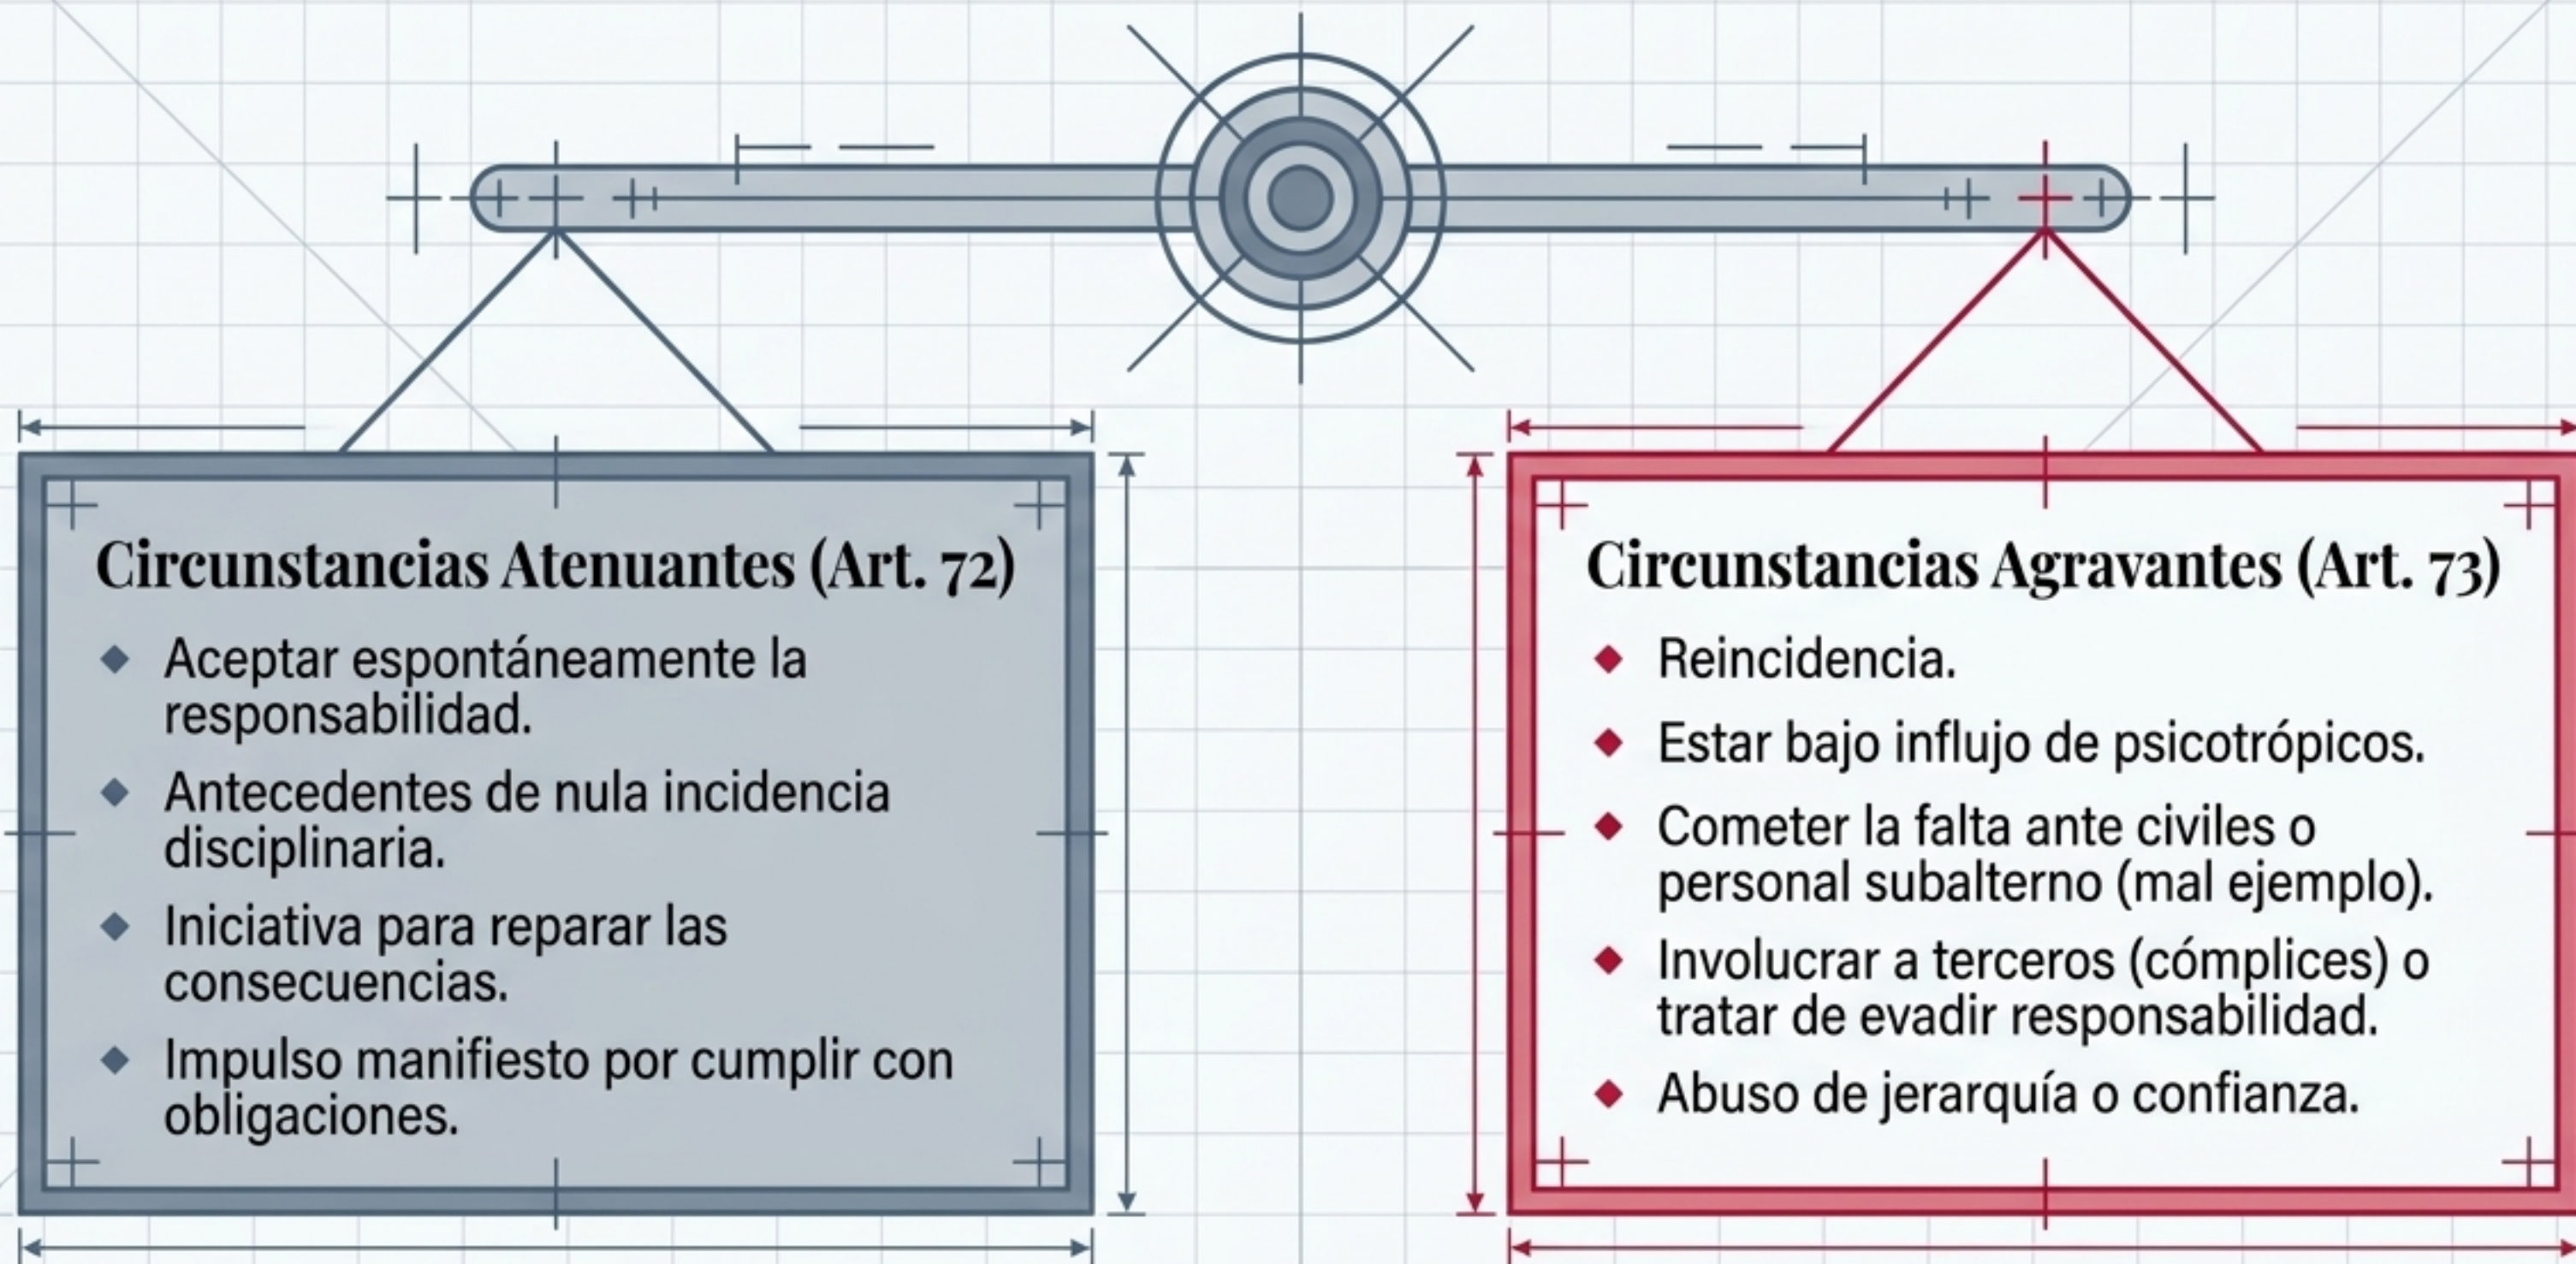 Circunstancias Atenuantes (Art. 72)
Aceptar espontáneamente la
responsabilidad.
Antecedentes de nula incidencia
disciplinaria.
Iniciativa para reparar las
consecuencias.
Impulso manifiesto por cumplir con
obligaciones.
Circunstancias Agravantes (Art. 73)
Reincidencia.
Estar bajo influjo de psicotrópicos.
Cometer la falta ante civiles o
personal subalterno (mal ejemplo).
Involucrar a terceros (cómplices) o
tratar de evadir responsabilidad.
Abuso de jerarquía o confianza.